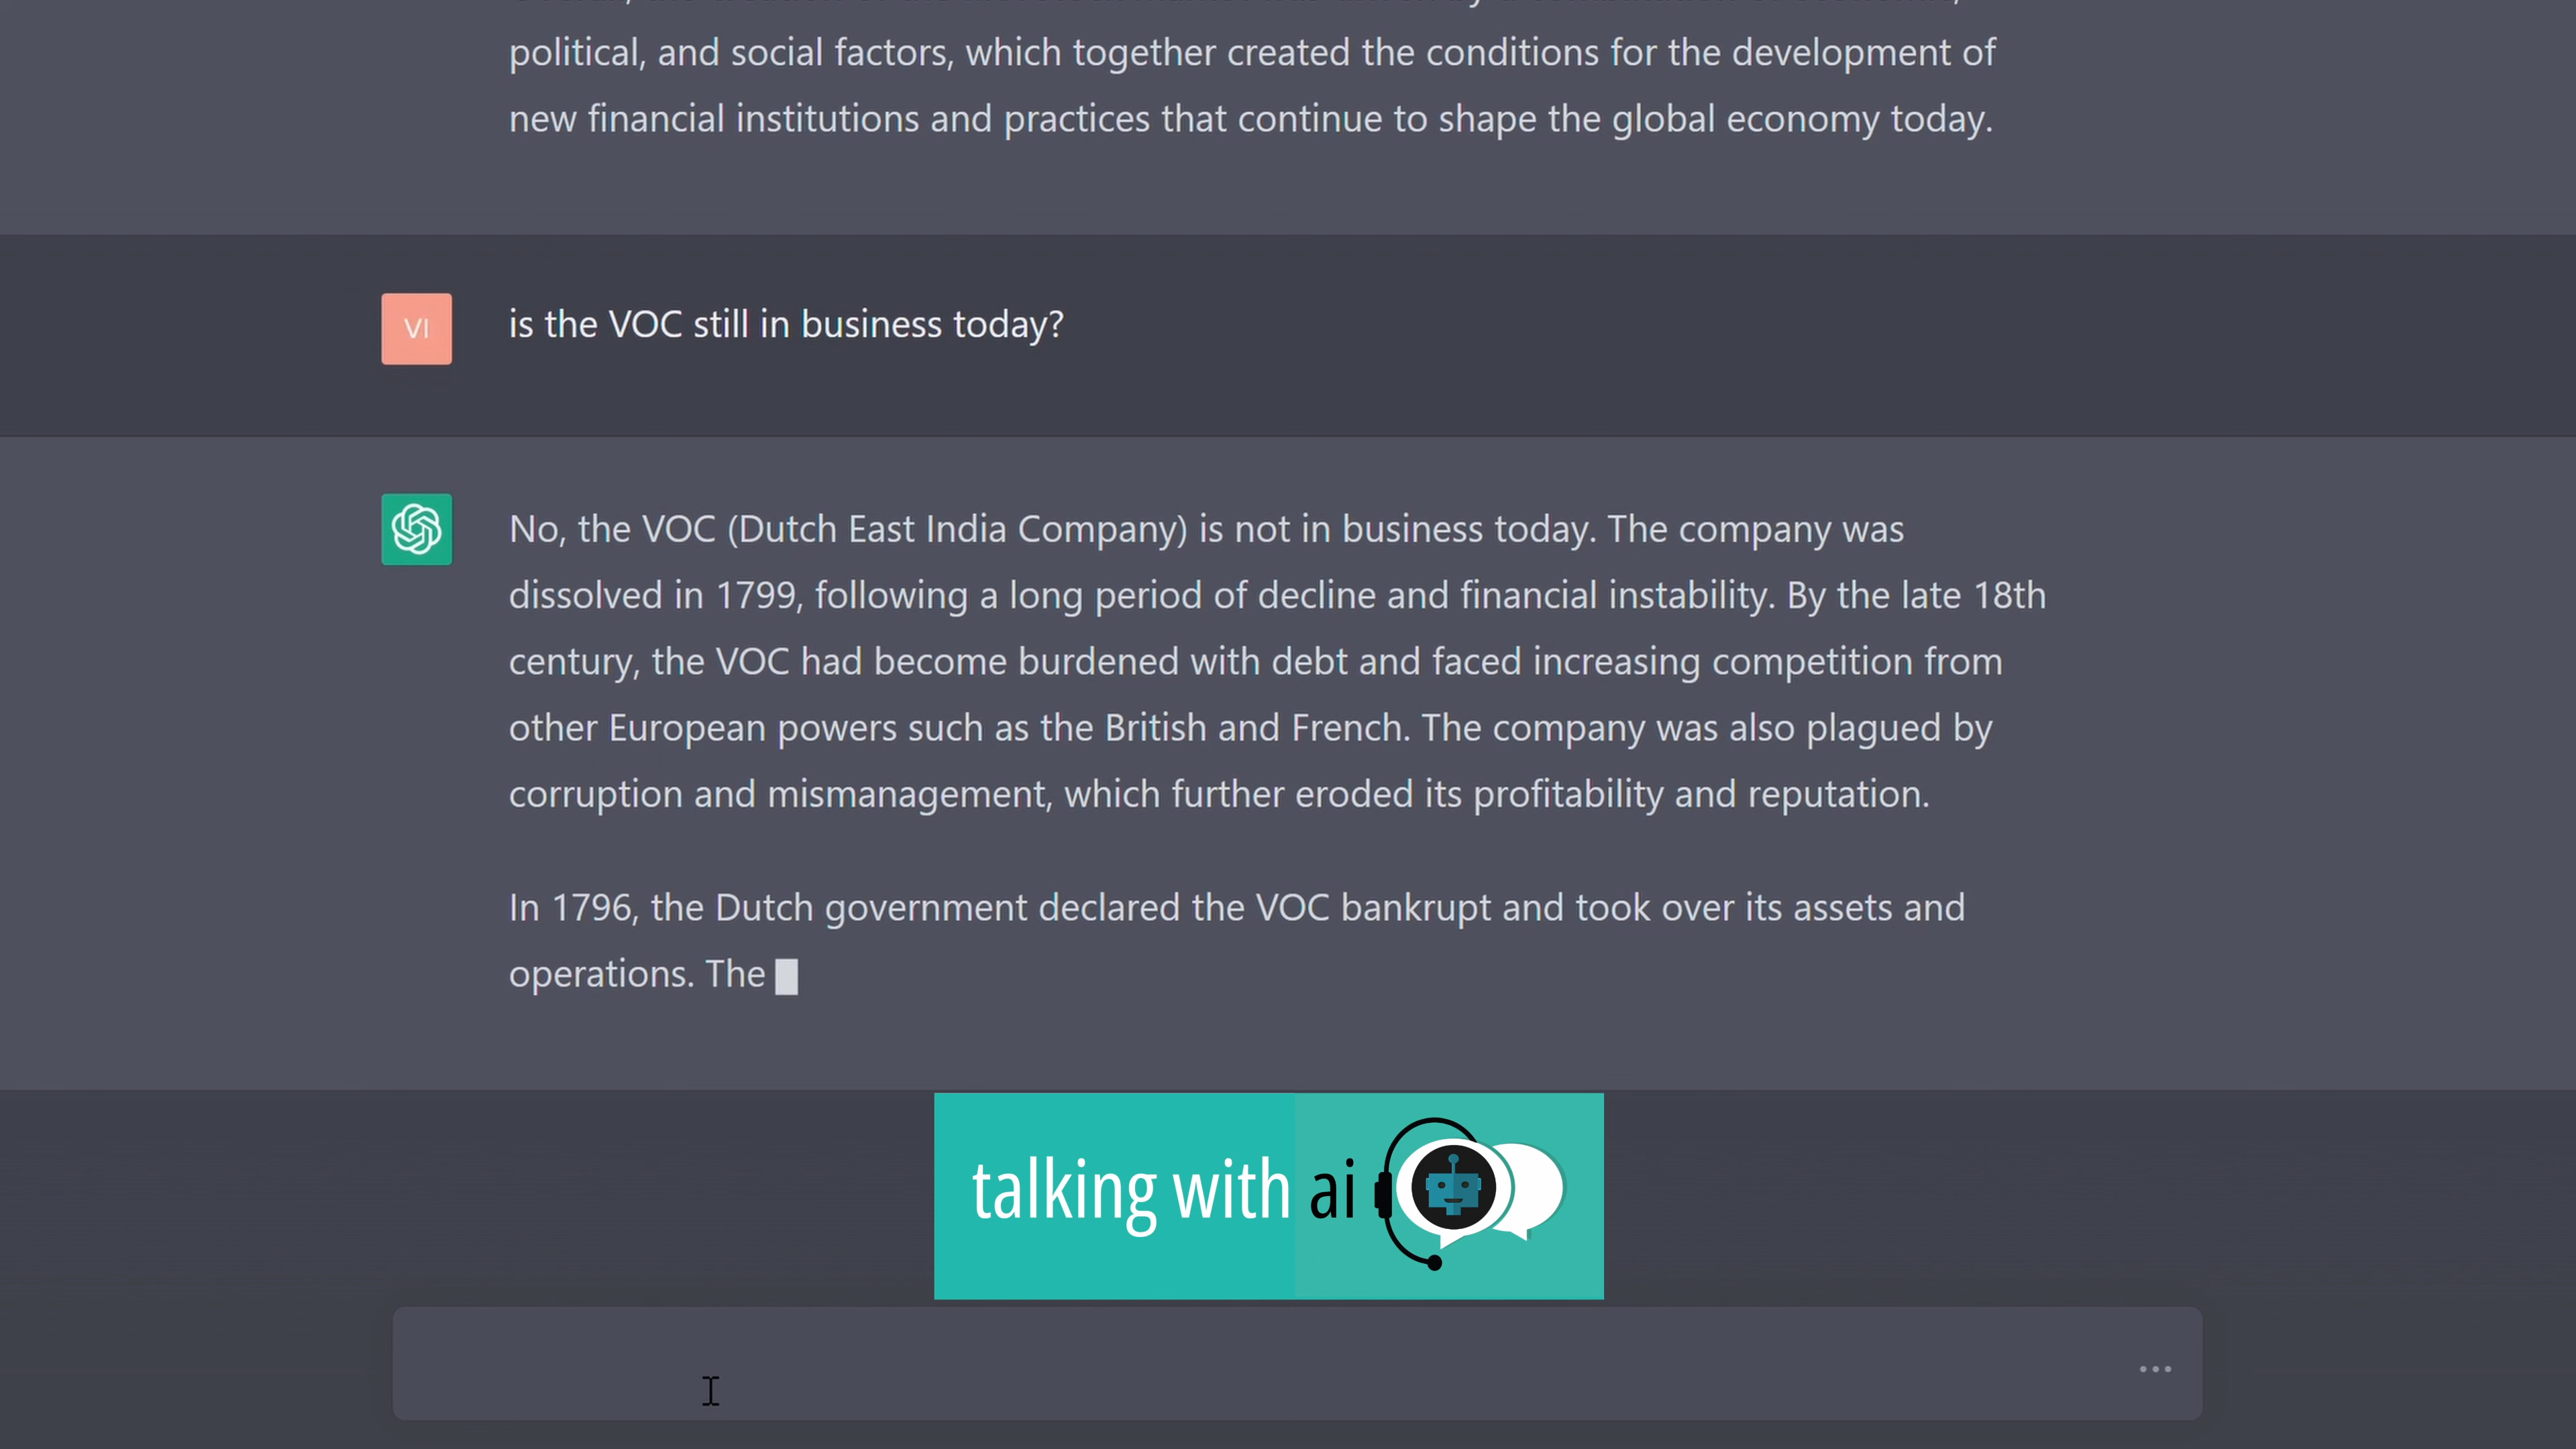 political, and social factors, which together created the conditions for the development of
new financial institutions and practices that continue to shape the global economy today.
VI
is the VOC still in business today?
No, the VOC (Dutch East India Company) is not in business today. The company was
dissolved in 1799, following a long period of decline and financial instability. By the late 18th
century, the VOC had become burdened with debt and faced increasing competition from
other European powers such as the British and French. The company was also plagued by
corruption and mismanagement, which further eroded its profitability and reputation.
In 1796, the Dutch government declared the VOC bankrupt and took over its assets and
operations. The
talking with ai